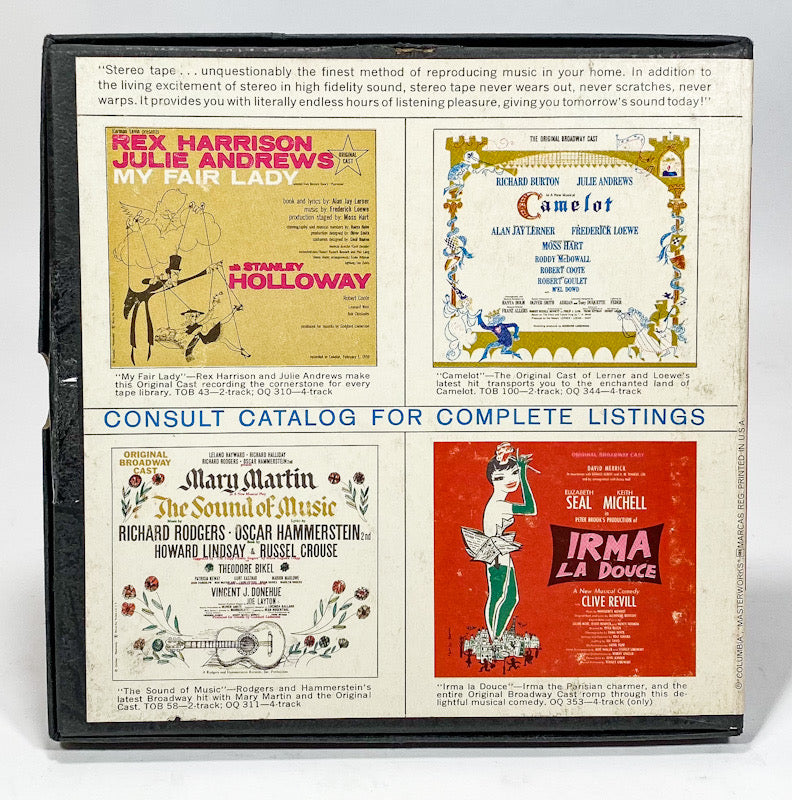 "Stereo tape . . . unquestionably the finest method of reproducing music in your home. In addition to
the living excitement of stereo in high fidelity sound, stereo tape never wears out, never scratches, never
warps. It provides you with literally endless hours of listening pleasure, giving you tomorrow's sound today!"
REX HARRISON
JULIE ANDREWS
MY FAIR LADY
ORIGINAL
CAST
book and lyrics by Alan Jay Lerner
music by Frederick Loewe
production staged by Moss Hart
with STANLEY
HOLLOWAY
Robert Coote
"My Fair Lady"—Rex Harrison and Julie Andrews make
this Original Cast recording the cornerstone for every
tape library. TOB 43—2-track; OQ 310—4-track
THE ORIGINAL BROADWAY CAST
RICHARD BURTON JULIE ANDREWS
Camelot
ALAN JAY LERNER FREDERICK LOEWE
MOSS HART
RODDY McDOWALL
ROBERT COOTE
ROBERT GOULET
M'EL DOWD
"Camelot"—The Original Cast of Lerner and Loewe's
latest hit transports you to the enchanted land of
Camelot. TOB 100—2-track; OQ 344—4-track
CONSULT CATALOG FOR COMPLETE LISTINGS
ORIGINAL
BROADWAY
CAST
LELAND HAYWARD · RICHARD HALLIDAY
RICHARD RODGERS · OSCAR HAMMERSTEIN 2nd
Mary Martin
The Sound of Music
RICHARD RODGERS · OSCAR HAMMERSTEIN 2nd
HOWARD LINDSAY & RUSSEL CROUSE
THEODORE BIKEL
PATRICIA NEWAY KURT KASZNAR MARION MARLOWE
VINCENT J. DONEHUE
JOE LAYTON
"The Sound of Music"—Rodgers and Hammerstein's
latest Broadway hit with Mary Martin and the Original
Cast. TOB 58—2-track; OQ 311—4-track
ORIGINAL BROADWAY CAST
DAVID MERRICK
ELIZABETH KEITH
SEAL MICHELL
in
PETER BROOK'S PRODUCTION of
IRMA
LA DOUCE
A New Musical Comedy
CLIVE REVILL
"Irma la Douce"—Irma the Parisian charmer, and the
entire Original Broadway Cast romp through this de-
lightful musical comedy. OQ 353—4-track (only)
® "COLUMBIA", "MASTERWORKS", MARCAS REG. PRINTED IN U.S.A.